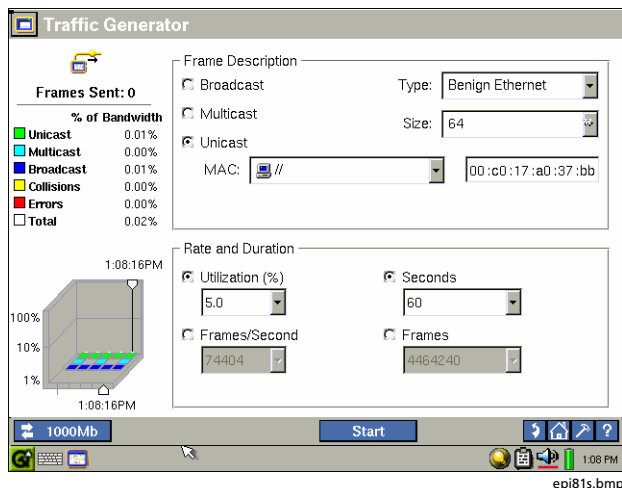 Traffic Generator
Frames Sent: 0
% of Bandwidth
Unicast 0.01%
Multicast 0.00%
Broadcast 0.01%
Collisions 0.00%
Errors 0.00%
Total 0.02%
1:08:16PM
100%
10%
1%
1:08:16PM
Frame Description
Broadcast
Multicast
Unicast
MAC: // 00:c0:17:a0:37:bb
Type: Benign Ethernet
Size: 64
Rate and Duration
Utilization (%)
5.0
Frames/Second
74404
Seconds
60
Frames
4464240
1000Mb
Start
?
1:08 PM
epi81s.bmp